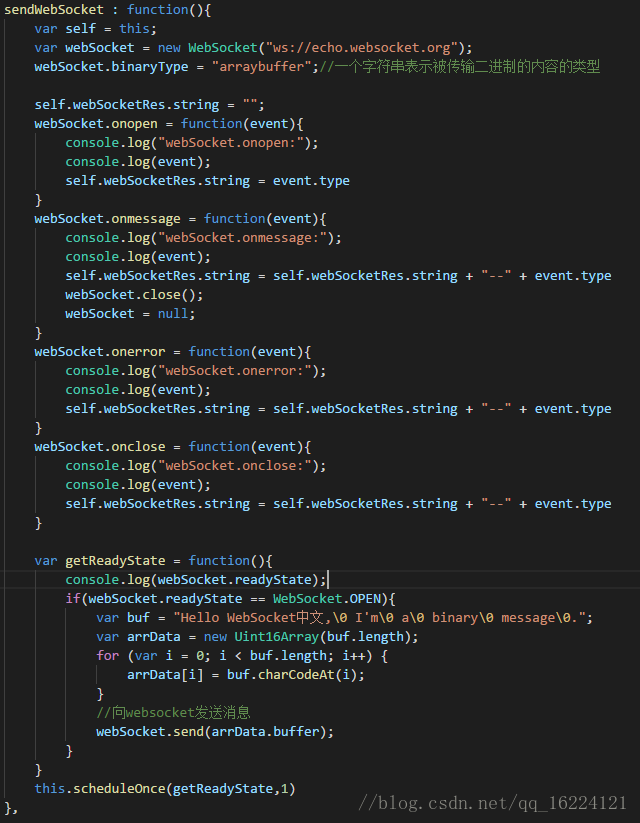 sendWebSocket : function(){
    var self = this;
    var webSocket = new WebSocket("ws://echo.websocket.org");
    webSocket.binaryType = "arraybuffer";//一个字符串表示被传输二进制的内容的类型
    self.webSocketRes.string = "";
    webSocket.onopen = function(event){
        console.log("webSocket.onopen:");
        console.log(event);
        self.webSocketRes.string = event.type
    }
    webSocket.onmessage = function(event){
        console.log("webSocket.onmessage:");
        console.log(event);
        self.webSocketRes.string = self.webSocketRes.string + "--" + event.type
        webSocket.close();
        webSocket = null;
    }
    webSocket.onerror = function(event){
        console.log("webSocket.onerror:");
        console.log(event);
        self.webSocketRes.string = self.webSocketRes.string + "--" + event.type
    }
    webSocket.onclose = function(event){
        console.log("webSocket.onclose:");
        console.log(event);
        self.webSocketRes.string = self.webSocketRes.string + "--" + event.type
    }
    var getReadyState = function(){
        console.log(webSocket.readyState);
        if(webSocket.readyState == WebSocket.OPEN){
            var buf = "Hello WebSocket中文,\0 I'm\0 a\0 binary\0 message\0.";
            var arrData = new Uint16Array(buf.length);
            for (var i = 0; i < buf.length; i++) {
                arrData[i] = buf.charCodeAt(i);
            }
            //向websocket发送消息
            webSocket.send(arrData.buffer);
        }
    }
    this.scheduleOnce(getReadyState,1)
},
//blog.csdn.net/qq_16224121